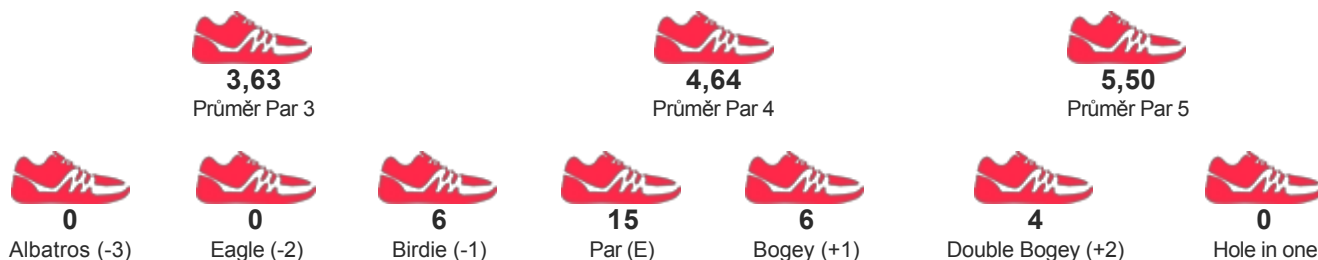 3,63 4,64 5,50
Průměr Par 3 Průměr Par 4 Průměr Par 5
0 0 6 15 6 4 0
Albatros (-3) Eagle (-2) Birdie (-1) Par (E) Bogey (+1) Double Bogey (+2) Hole in one